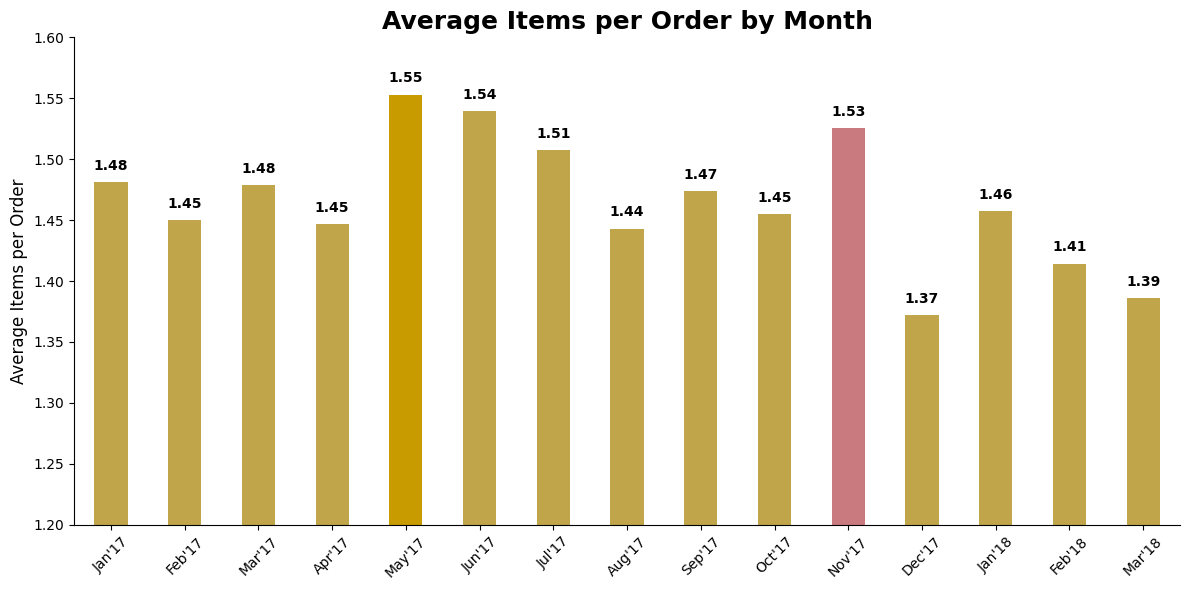 Average Items per Order by Month
Average Items per Order
1.60
1.55
1.50
1.45
1.40
1.35
1.30
1.25
1.20
1.48
1.45
1.48
1.45
1.55
1.54
1.51
1.44
1.47
1.45
1.53
1.37
1.46
1.41
1.39
Jan'17
Feb'17
Mar'17
Apr'17
May'17
Jun'17
Jul'17
Aug'17
Sep'17
Oct'17
Nov'17
Dec'17
Jan'18
Feb'18
Mar'18